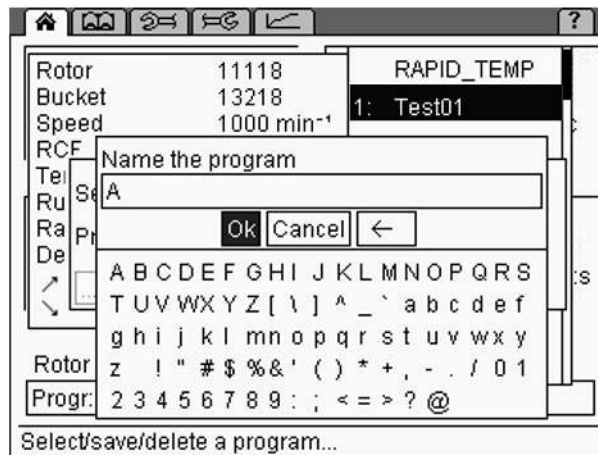 ?
Rotor 11118
Bucket 13218
Speed 1000 min⁻¹
RCF
RAPID_TEMP
1: Test01
Name the program
A
Ok Cancel ←
A B C D E F G H I J K L M N O P Q R S
T U V W X Y Z [ \ ] ^ _ ` a b c d e f
g h i j k l m n o p q r s t u v w x y
z ! " # $ % & ' ( ) * + , - . / 0 1
2 3 4 5 6 7 8 9 : ; < = > ? @
Rotor
Progr:
Select/save/delete a program...